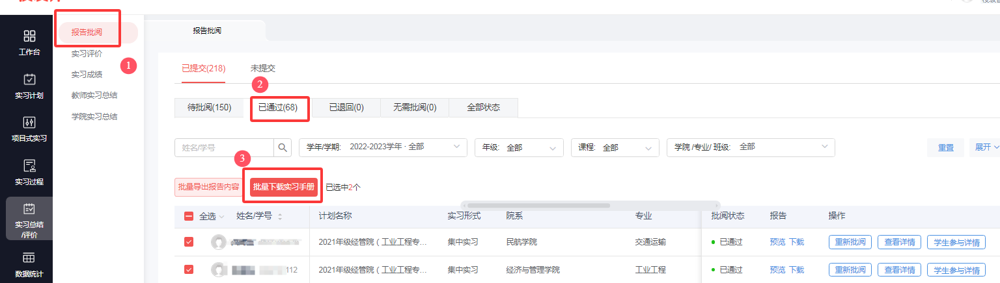 报告批阅
报告批阅
工作台
实习评价
1
实习成绩
已提交(218) 未提交
2
实习计划
教师实习总结
待批阅(150) 已通过(68) 已退回(0) 无需批阅(0) 全部状态
学院实习总结
项目式实习
姓名/学号 学年/学期: 2022-2023学年 · 全部 年级: 全部 课程: 全部 学院 /专业/ 班级: 全部 重置 展开
3
实习过程
批量导出报告内容 批量下载实习手册 已选中2个
实习总结
/评价
全选 姓名/学号 计划名称 实习形式 院系 专业 批阅状态 报告 操作
2021年级经管院（工业工程专... 集中实习 民航学院 交通运输 已通过 预览 下载 重新批阅 查看详情 学生参与详情
数据统计
112 2021年级经管院（工业工程专... 集中实习 经济与管理学院 工业工程 已通过 预览 下载 重新批阅 查看详情 学生参与详情